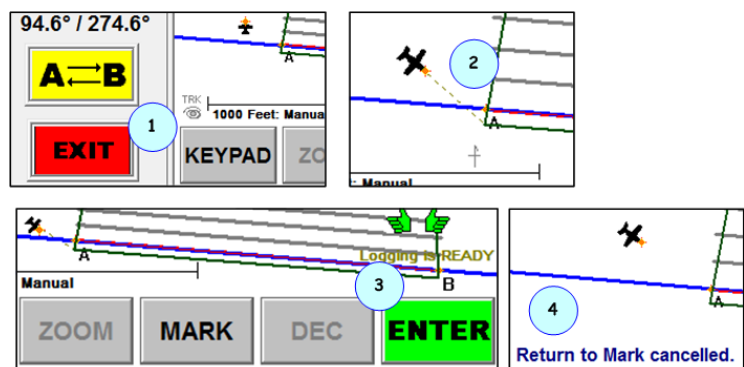 94.6° / 274.6°
A B
EXIT
1
A
TRK
1000 Feet: Manua
KEYPAD
ZO
2
A
: Manual
A
Logging is READY
B
Manual
3
ZOOM
MARK
DEC
ENTER
A
4
Return to Mark cancelled.